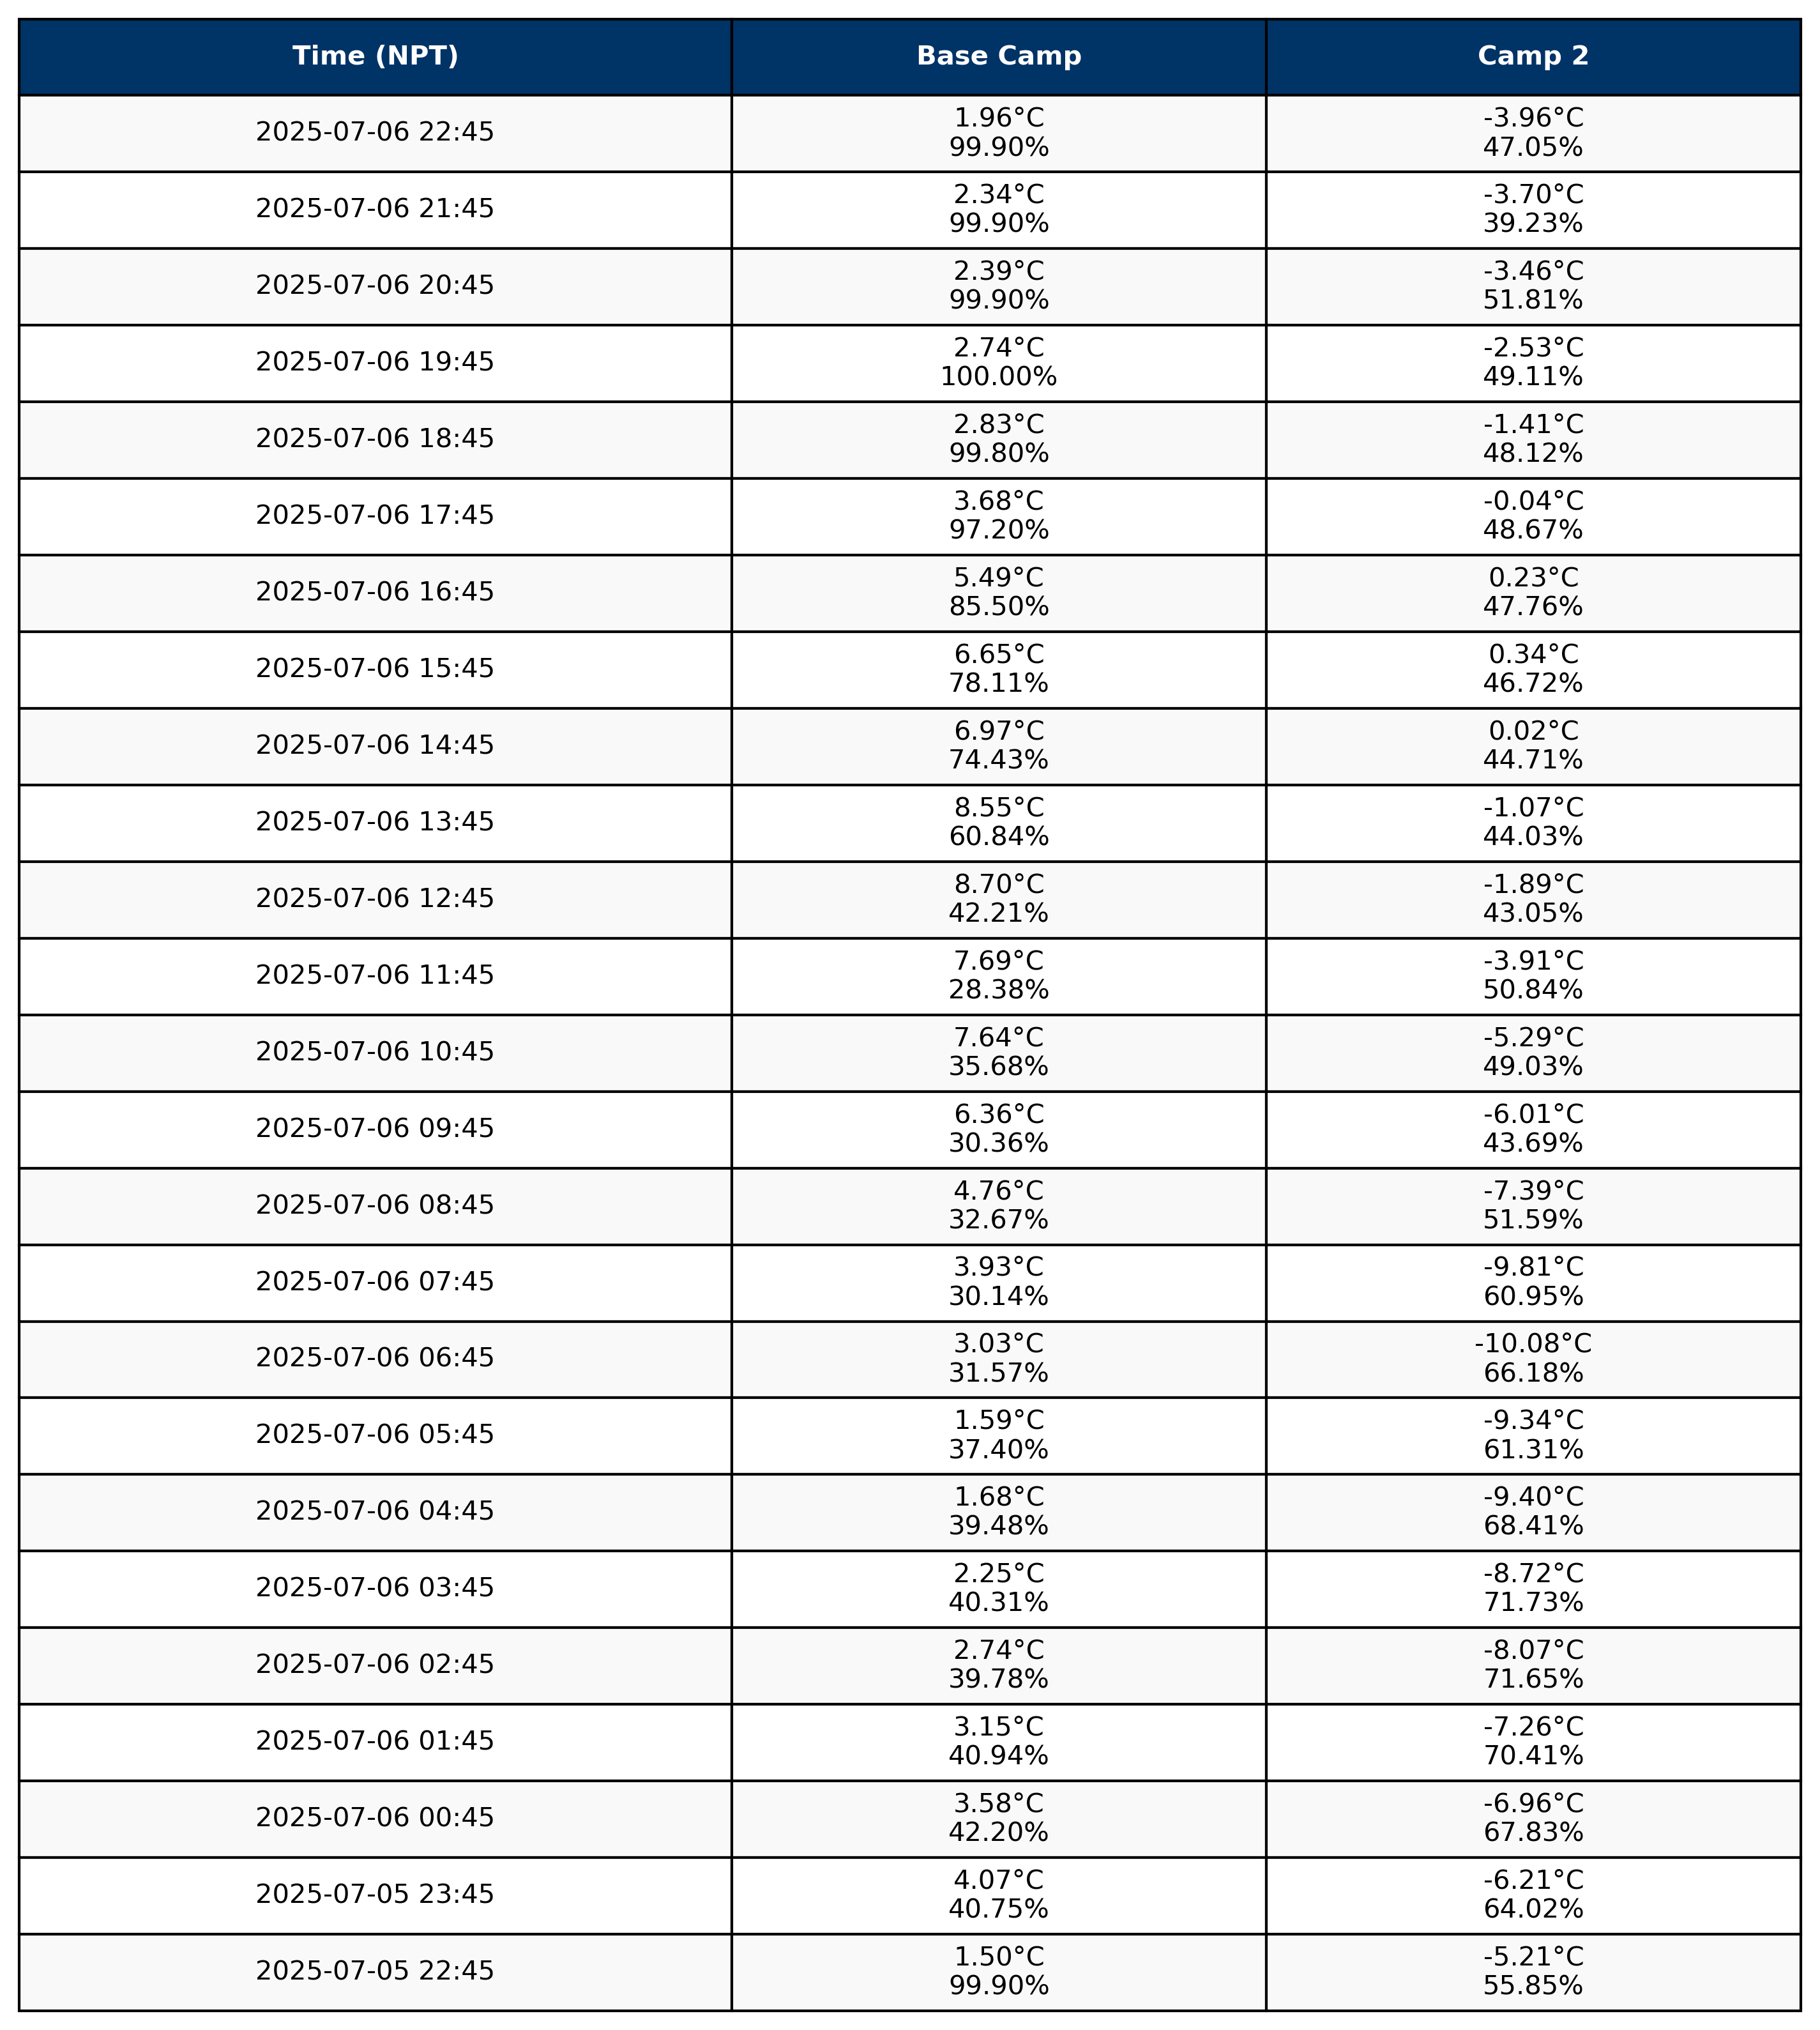 Time (NPT) Base Camp Camp 2
1.96°C -3.96°C
2025-07-06 22:45
99.90% 47.05%
2.34°C -3.70°C
2025-07-06 21:45
99.90% 39.23%
2.39°C -3.46°C
2025-07-06 20:45
99.90% 51.81%
2.74°C -2.53°C
2025-07-06 19:45
100.00% 49.11%
2.83°C -1.41°C
2025-07-06 18:45
99.80% 48.12%
3.68°C -0.04°C
2025-07-06 17:45
97.20% 48.67%
5.49°C 0.23°C
2025-07-06 16:45
85.50% 47.76%
6.65°C 0.34°C
2025-07-06 15:45
78.11% 46.72%
6.97°C 0.02°C
2025-07-06 14:45
74.43% 44.71%
8.55°C -1.07°C
2025-07-06 13:45
60.84% 44.03%
8.70°C -1.89°C
2025-07-06 12:45
42.21% 43.05%
7.69°C -3.91°C
2025-07-06 11:45
28.38% 50.84%
7.64°C -5.29°C
2025-07-06 10:45
35.68% 49.03%
6.36°C -6.01°C
2025-07-06 09:45
30.36% 43.69%
4.76°C -7.39°C
2025-07-06 08:45
32.67% 51.59%
3.93°C -9.81°C
2025-07-06 07:45
30.14% 60.95%
3.03°C -10.08°C
2025-07-06 06:45
31.57% 66.18%
1.59°C -9.34°C
2025-07-06 05:45
37.40% 61.31%
1.68°C -9.40°C
2025-07-06 04:45
39.48% 68.41%
2.25°C -8.72°C
2025-07-06 03:45
40.31% 71.73%
2.74°C -8.07°C
2025-07-06 02:45
39.78% 71.65%
3.15°C -7.26°C
2025-07-06 01:45
40.94% 70.41%
3.58°C -6.96°C
2025-07-06 00:45
42.20% 67.83%
4.07°C -6.21°C
2025-07-05 23:45
40.75% 64.02%
1.50°C -5.21°C
2025-07-05 22:45
99.90% 55.85%